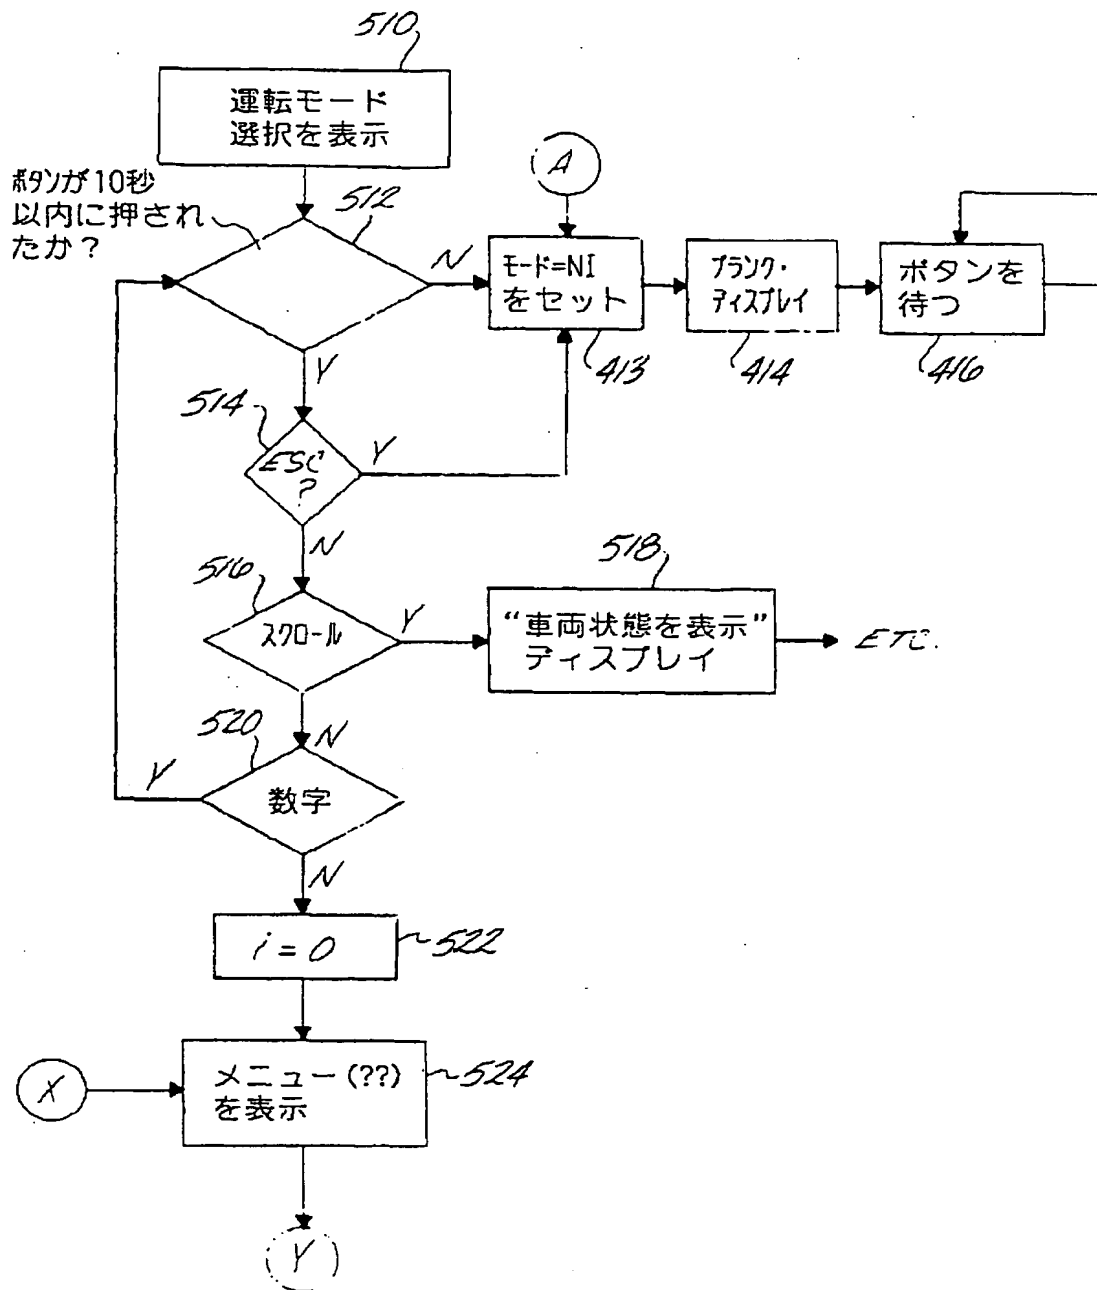 510
運転モード
選択を表示
ボタンが10秒
以内に押され
たか？
512
N
Y
A
モード=NI
をセット
413
ブランク・
ディスプレイ
414
ボタンを
待つ
416
514
ESC
?
Y
N
516
スクロール
Y
N
518
“車両状態を表示”
ディスプレイ
ETC.
520
数字
Y
N
i = 0
522
X
メニュー(??)
を表示
524
Y